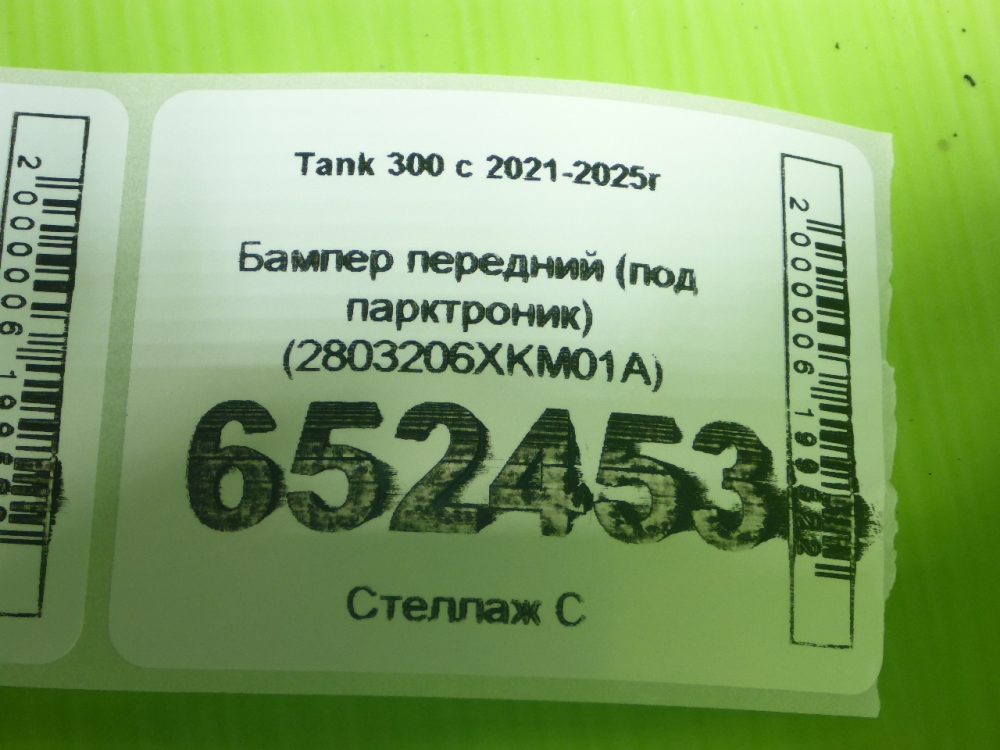 Tank 300 с 2021-2025г
Бампер передний (под
парктроник)
(2803206XKM01A)
652453
Стеллаж С